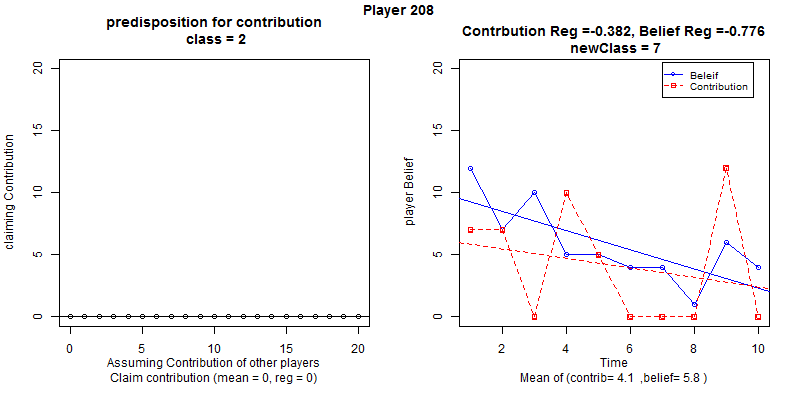 Player 208
predisposition for contribution
class = 2
claiming Contribution
0 5 10 15 20
0 5 10 15 20
Assuming Contribution of other players
Claim contribution (mean = 0, reg = 0)
Contrbution Reg =-0.382, Belief Reg =-0.776
newClass = 7
Beleif
Contribution
player Belief
0 5 10 15 20
2 4 6 8 10
Time
Mean of (contrib= 4.1 ,belief= 5.8 )